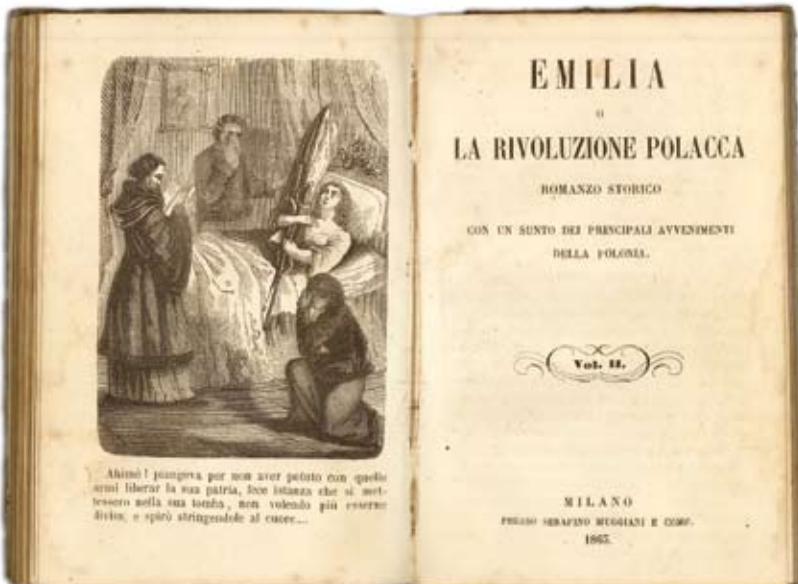 Ahimè! piangeva per non aver potuto con quelle
armi liberar la sua patria, fece istanza che si met-
tessero nella sua tomba, non volendo più esserne
divisa, e spirò stringendole al cuore....
EMILIA
O
LA RIVOLUZIONE POLACCA
ROMANZO STORICO
CON UN SUNTO DEI PRINCIPALI AVVENIMENTI
DELLA POLONIA.
Vol. II.
MILANO
PRESSO SERAFINO MUGGIANI E COMP.
1863.